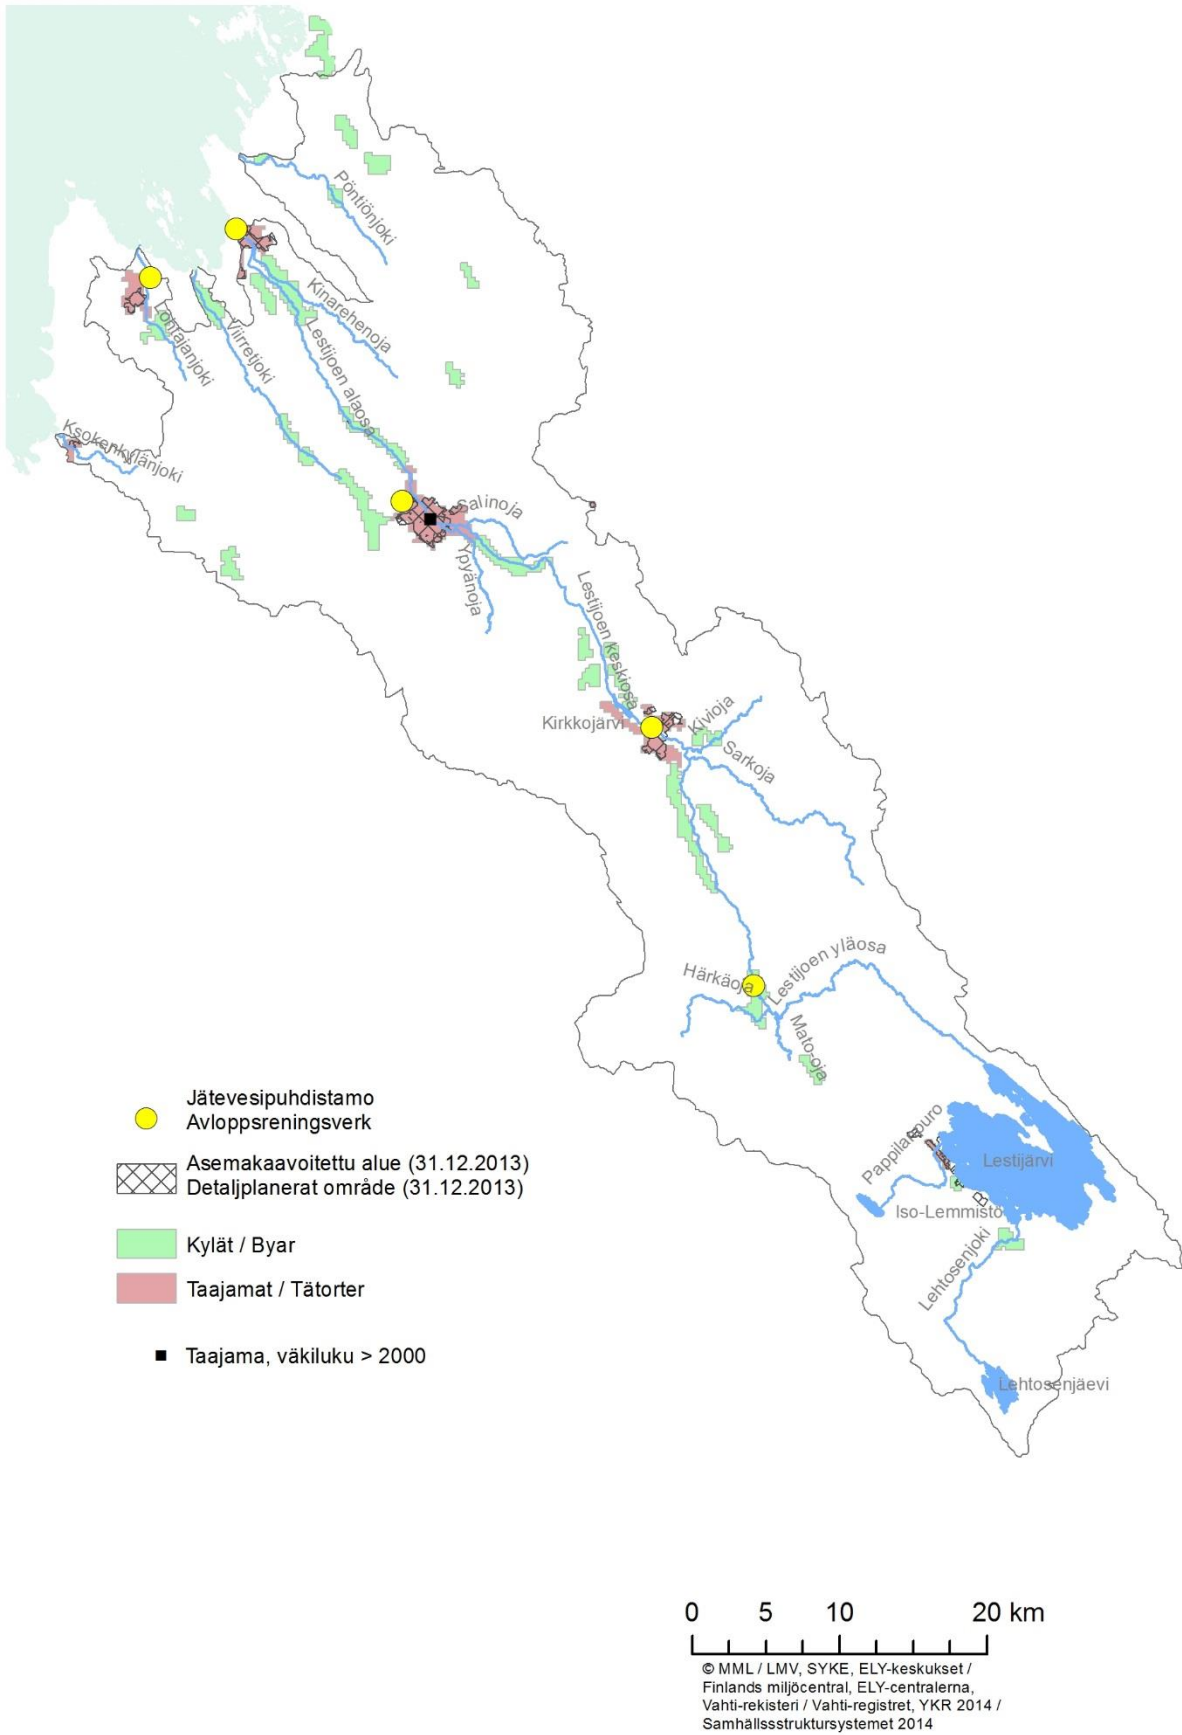 Pöntiönjoki
Kinarehenoja
Lohtajanjoki
Viirretjoki
Lestijoen alaosa
Ksokenkylänjoki
Salinoja
Ypyänoja
Lestijoen keskiosa
Kirkkojärvi
Kivioja
Sarkoja
Härkäoja
Lestijoen yläosa
Mato-oja
Pappilanpuro
Lestijärvi
Iso-Lemmistö
Lehtosenjoki
Lehtosenjäevi
Jätevesipuhdistamo
Avloppsreningsverk
Asemakaavoitettu alue (31.12.2013)
Detaljplanerat område (31.12.2013)
Kylät / Byar
Taajamat / Tätorter
Taajama, väkiluku > 2000
0 5 10 20 km
© MML / LMV, SYKE, ELY-keskukset /
Finlands miljöcentral, ELY-centralerna,
Vahti-rekisteri / Vahti-registret, YKR 2014 /
Samhällssstruktursystemet 2014